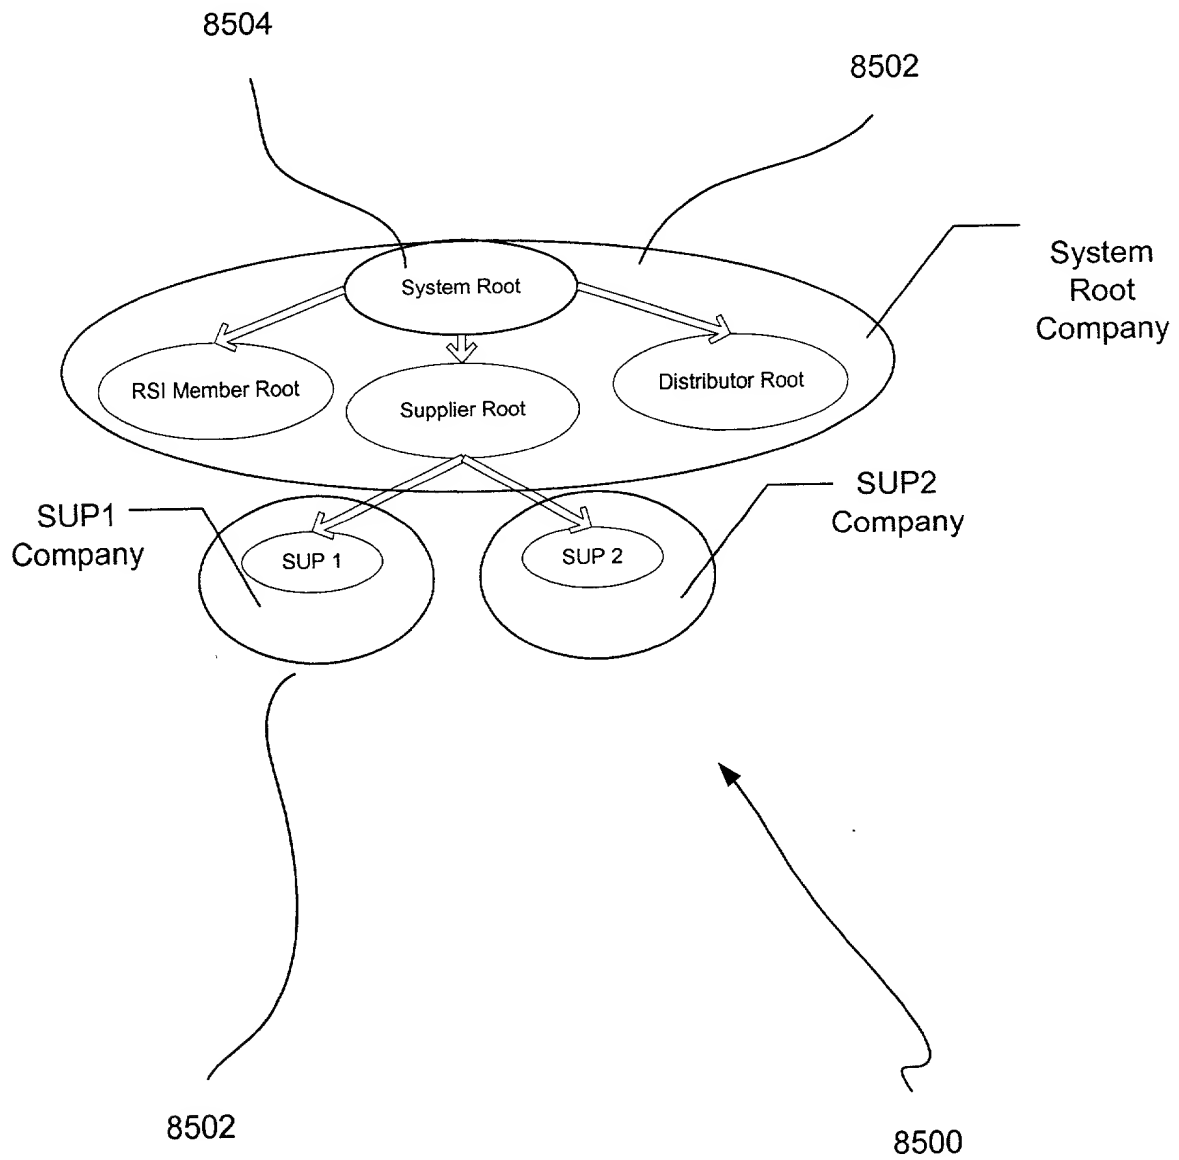 8504
8502
System Root
System
Root
Company
RSI Member Root
Supplier Root
Distributor Root
SUP1
Company
SUP2
Company
SUP 1
SUP 2
8502
8500